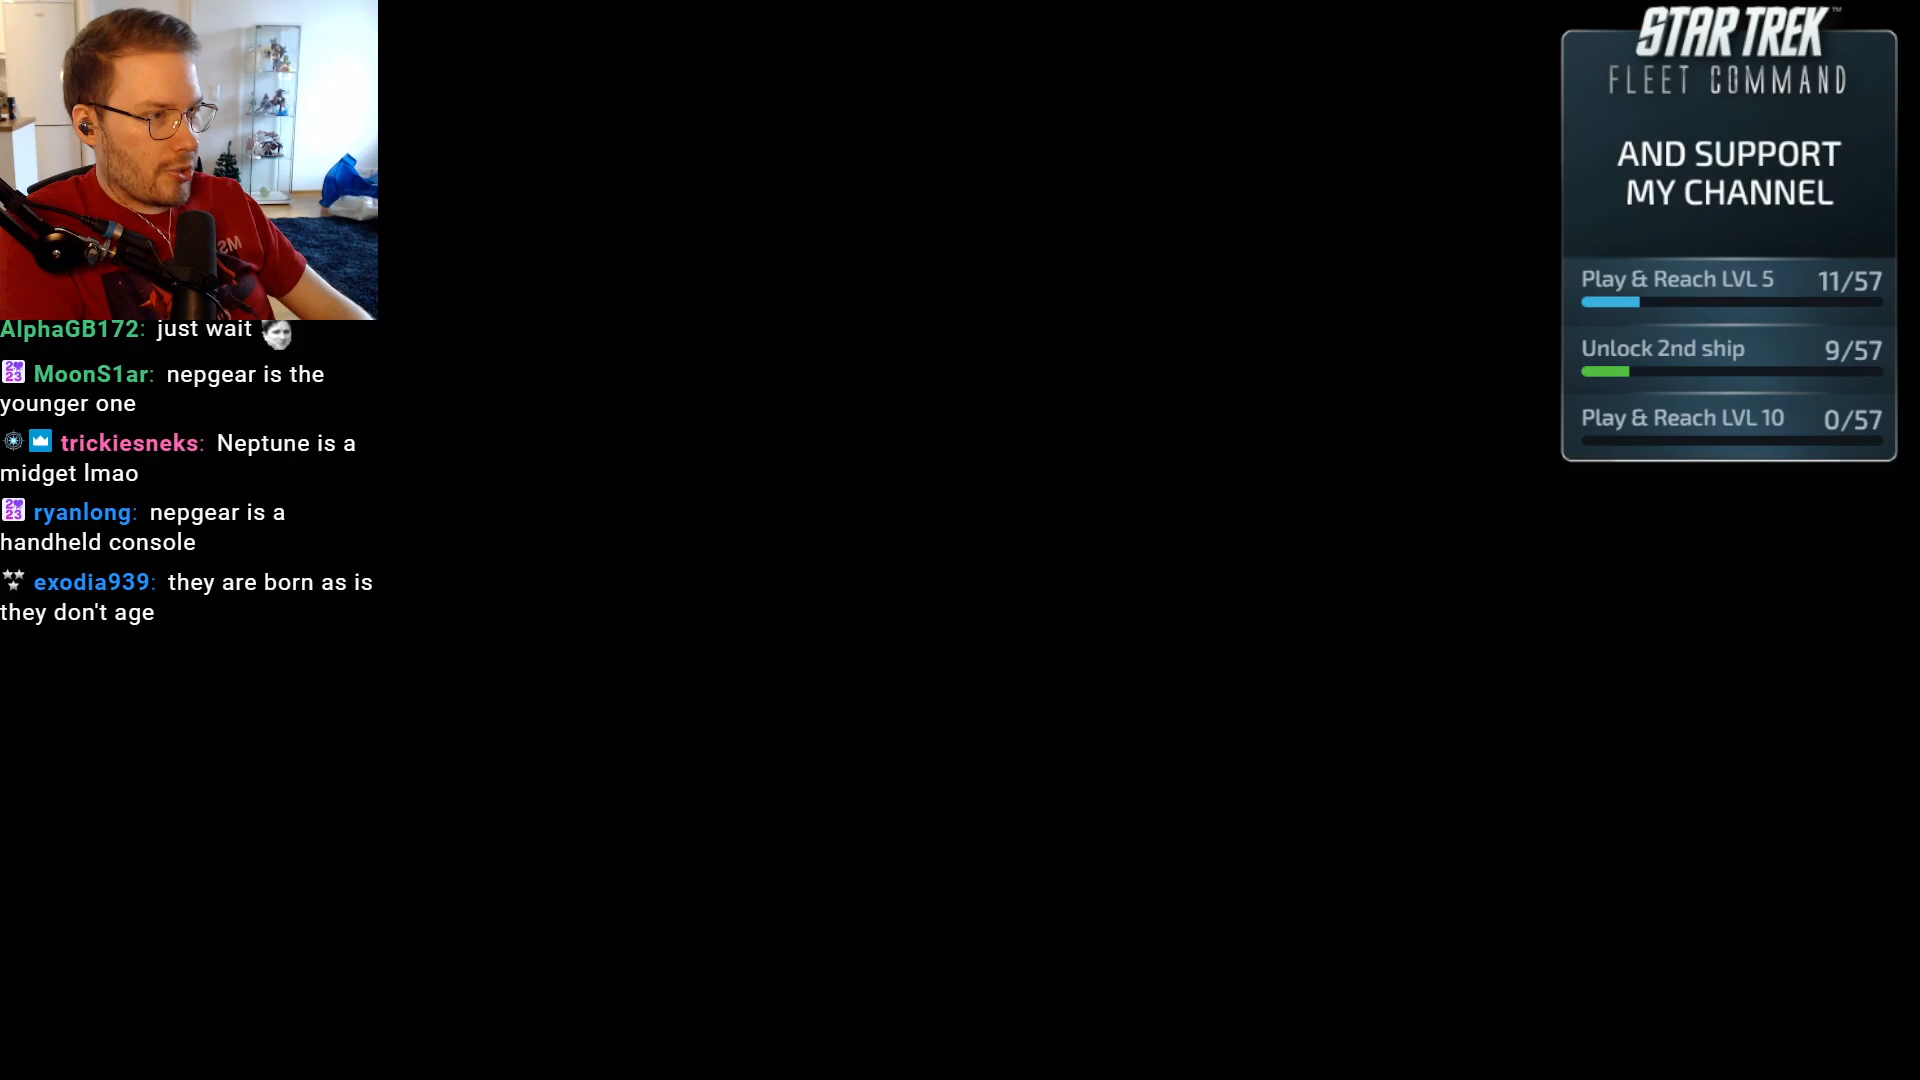 AlphaGB172: just wait
MoonS1ar: nepgear is the
younger one
trickiesneks: Neptune is a
midget lmao
ryanlong: nepgear is a
handheld console
exodia939: they are born as is
they don't age
STAR TREK™
FLEET COMMAND
AND SUPPORT
MY CHANNEL
Play & Reach LVL 5 11/57
Unlock 2nd ship 9/57
Play & Reach LVL 10 0/57